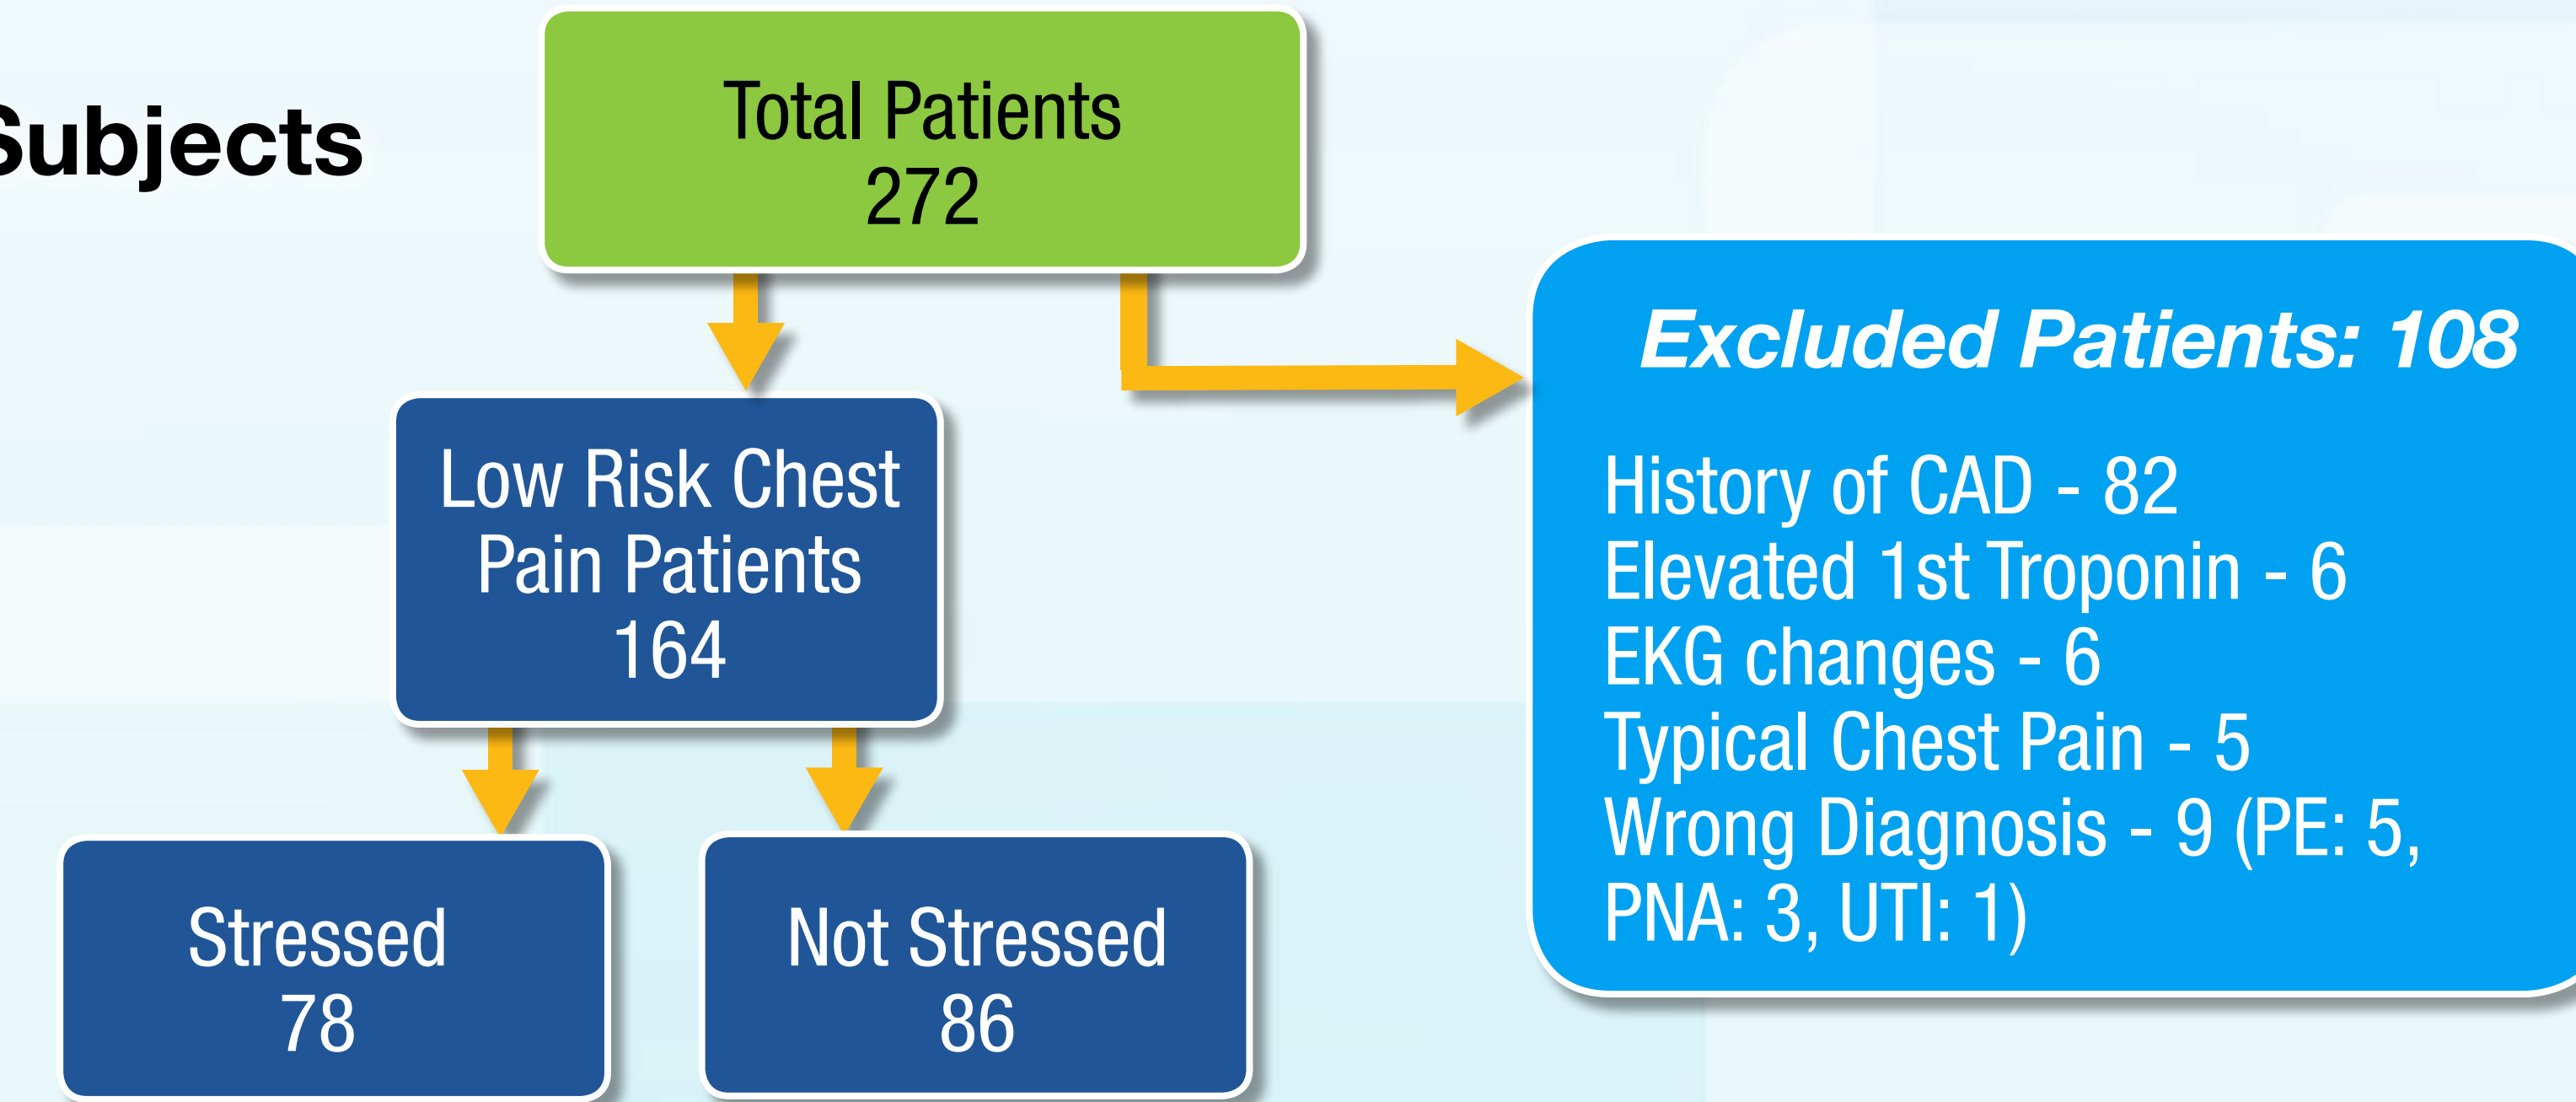 Subjects
Total Patients
272
Excluded Patients: 108
History of CAD - 82
Elevated 1st Troponin - 6
EKG changes - 6
Typical Chest Pain - 5
Wrong Diagnosis - 9 (PE: 5,
PNA: 3, UTI: 1)
Low Risk Chest
Pain Patients
164
Stressed
78
Not Stressed
86